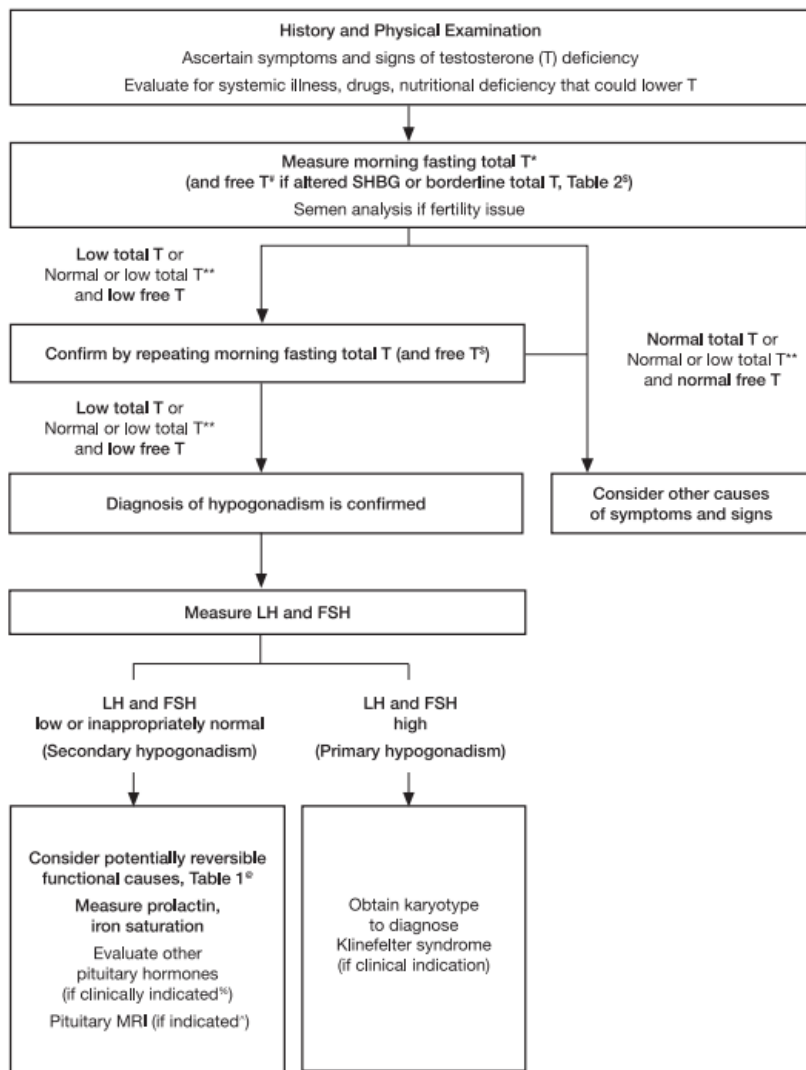 History and Physical Examination
Ascertain symptoms and signs of testosterone (T) deficiency
Evaluate for systemic illness, drugs, nutritional deficiency that could lower T
Measure morning fasting total T*
(and free T# if altered SHBG or borderline total T, Table 2$)
Semen analysis if fertility issue
Low total T or
Normal or low total T**
and low free T
Confirm by repeating morning fasting total T (and free T$)
Normal total T or
Normal or low total T**
and normal free T
Low total T or
Normal or low total T**
and low free T
Diagnosis of hypogonadism is confirmed
Consider other causes
of symptoms and signs
Measure LH and FSH
LH and FSH
low or inappropriately normal
(Secondary hypogonadism)
LH and FSH
high
(Primary hypogonadism)
Consider potentially reversible
functional causes, Table 1@
Measure prolactin,
iron saturation
Evaluate other
pituitary hormones
(if clinically indicated%)
Pituitary MRI (if indicated^)
Obtain karyotype
to diagnose
Klinefelter syndrome
(if clinical indication)